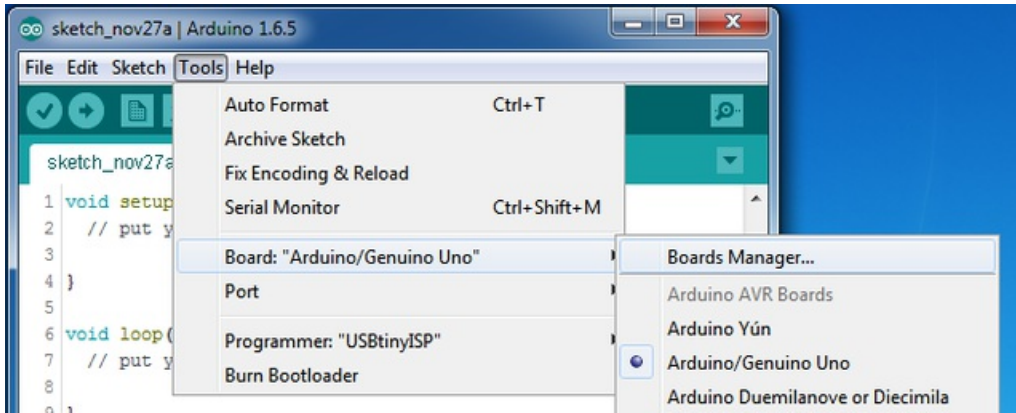 sketch_nov27a | Arduino 1.6.5
File Edit Sketch Tools Help
Auto Format Ctrl+T
Archive Sketch
sketch_nov27a
Fix Encoding & Reload
1 void setup
Serial Monitor Ctrl+Shift+M
2 // put y
3
Board: "Arduino/Genuino Uno"
Boards Manager...
4 }
Port
Arduino AVR Boards
5
6 void loop(
Programmer: "USBtinyISP"
Arduino Yún
7 // put y
Arduino/Genuino Uno
8
Burn Bootloader
Arduino Duemilanove or Diecimila
9 }